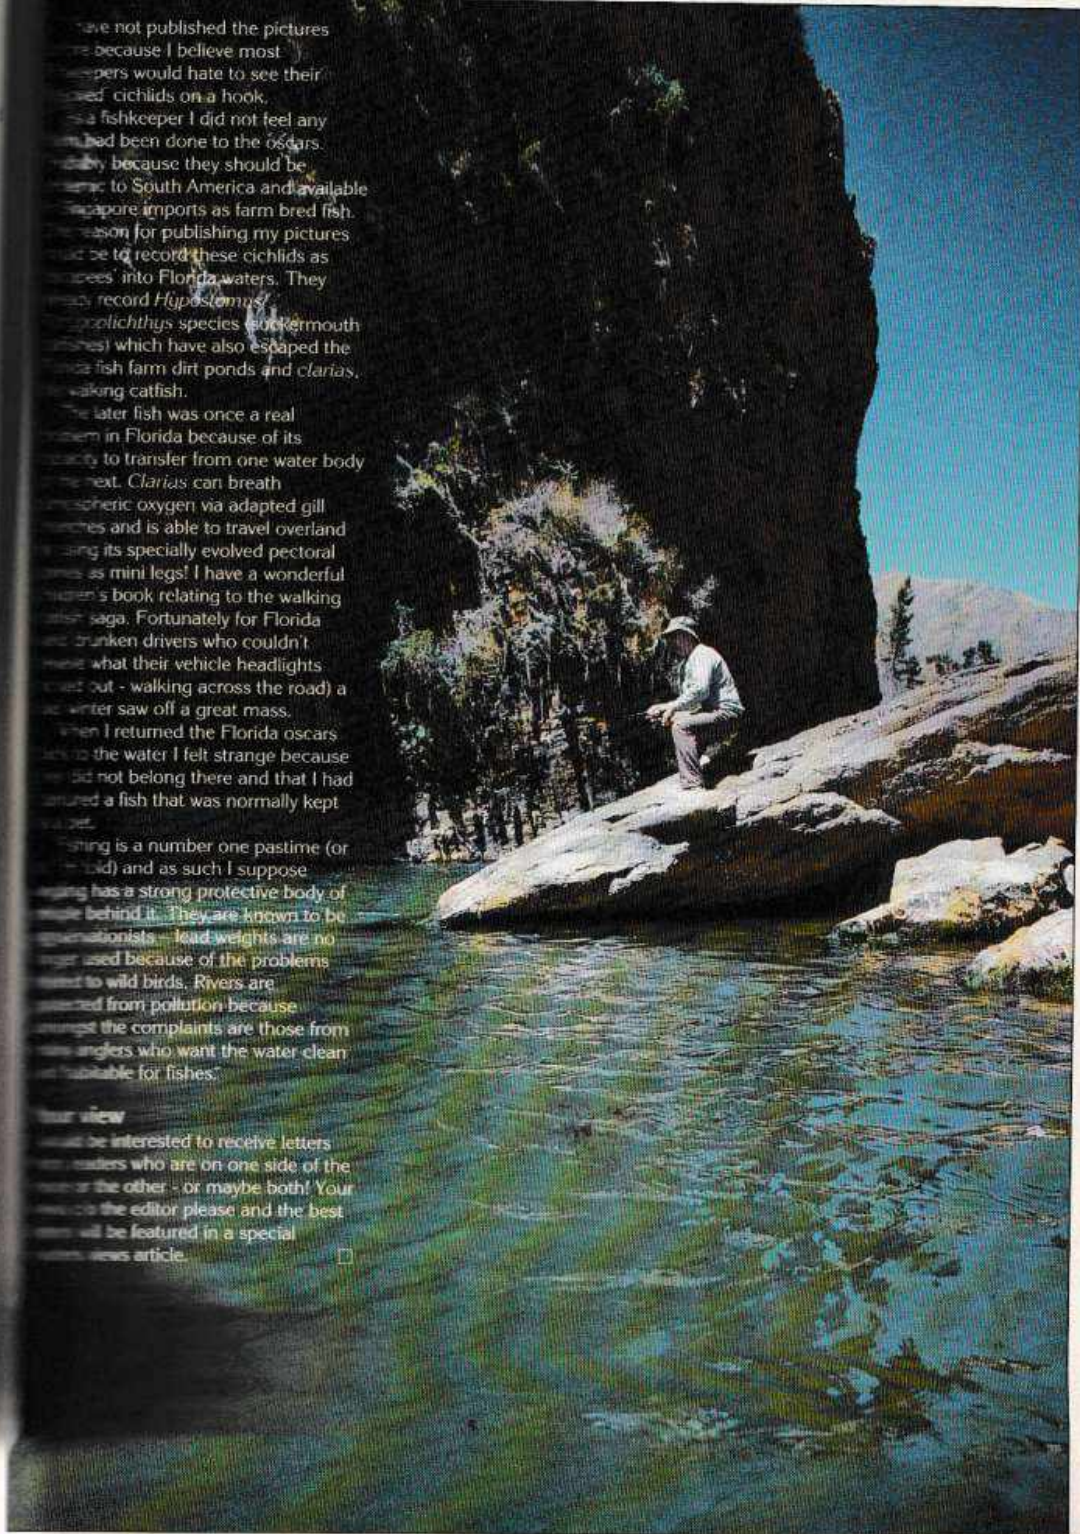 not published the pictures
because I believe most
would hate to see their
cichlids on a hook.
a fishkeeper I did not feel any
had been done to the oscars.
because they should be
to South America and available
imports as farm bred fish.
for publishing my pictures
be to record these cichlids as
into Florida waters. They
record Hypostomus/
species (suckermouth
which have also escaped the
fish farm dirt ponds and clarias,
walking catfish.
later fish was once a real
in Florida because of its
to transfer from one water body
next. Clarias can breath
oxygen via adapted gill
and is able to travel overland
its specially evolved pectoral
as mini legs! I have a wonderful
book relating to the walking
saga. Fortunately for Florida
drunken drivers who couldn't
what their vehicle headlights
out - walking across the road) a
winter saw off a great mass.
When I returned the Florida oscars
to the water I felt strange because
did not belong there and that I had
a fish that was normally kept
is a number one pastime (or
and as such I suppose
has a strong protective body of
behind it. They are known to be
lead weights are no
used because of the problems
to wild birds. Rivers are
from pollution because
the complaints are those from
anglers who want the water clean
for fishes."
view
be interested to receive letters
who are on one side of the
or the other - or maybe both! Your
the editor please and the best
will be featured in a special
views article.